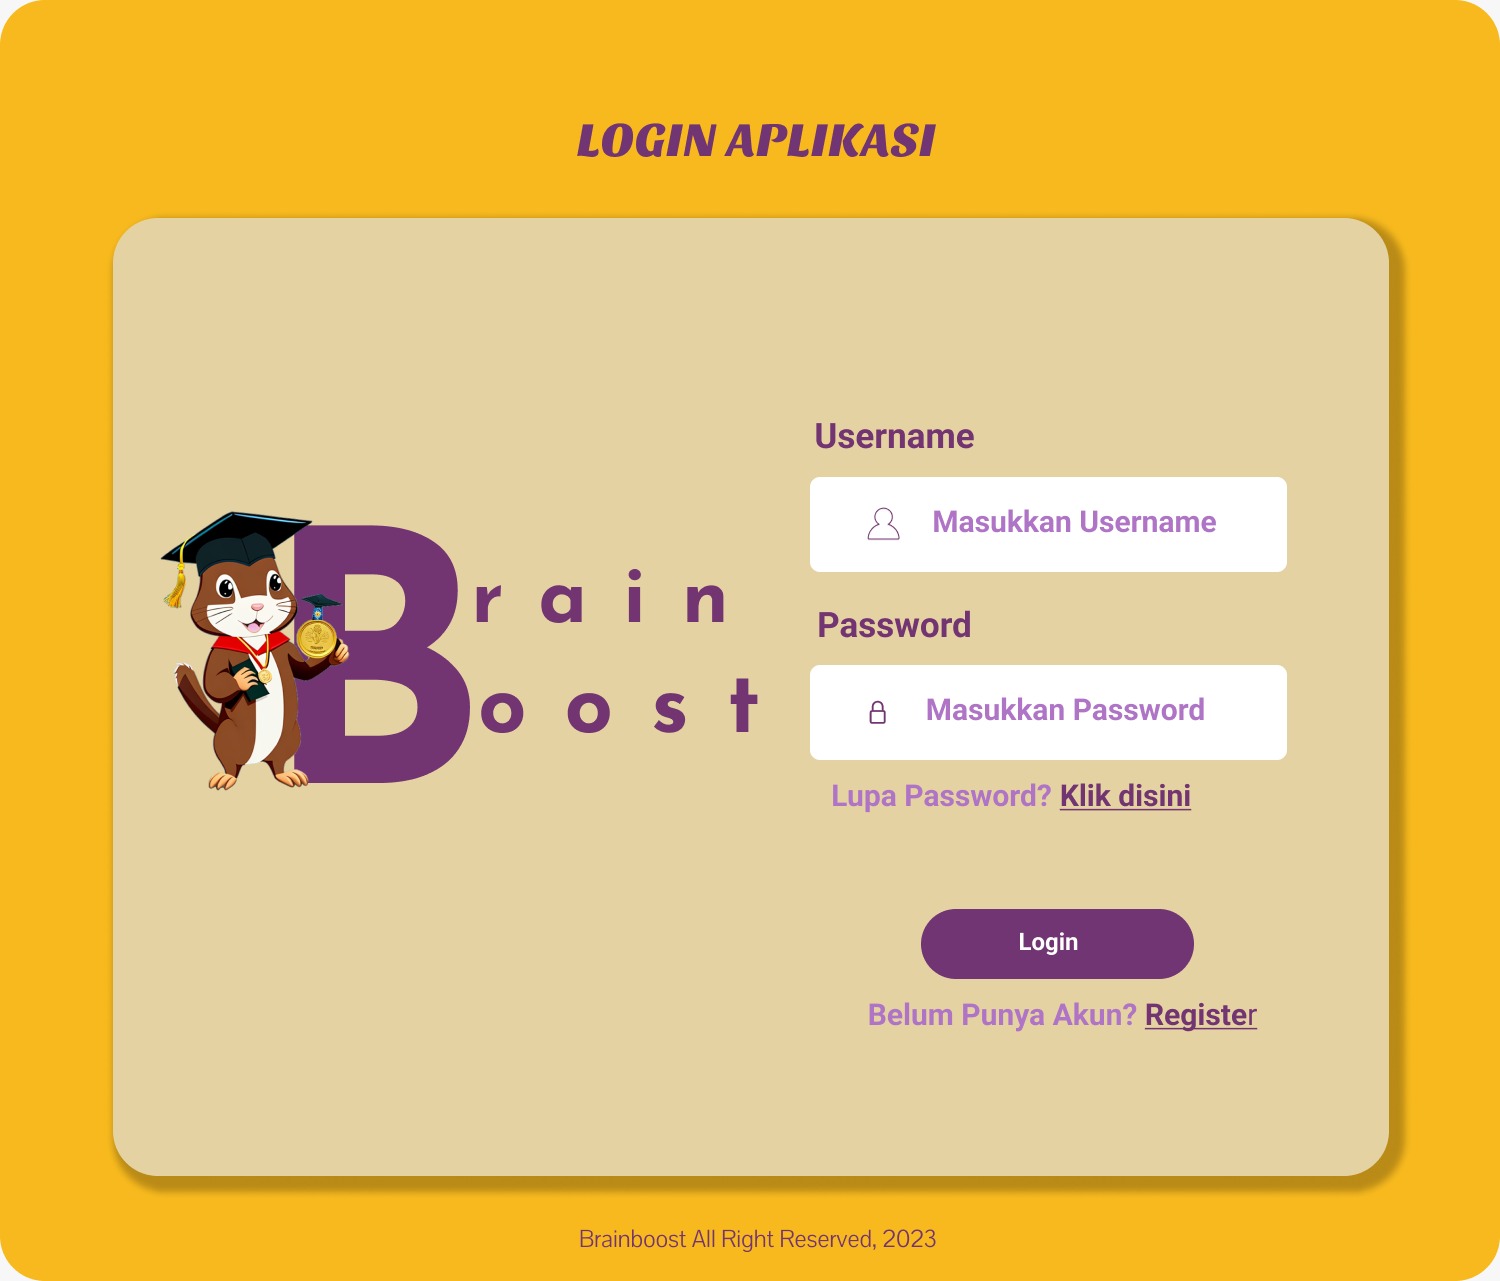 LOGIN APLIKASI
Brain
Boost
Username
Masukkan Username
Password
Masukkan Password
Lupa Password? Klik disini
Login
Belum Punya Akun? Register
Brainboost All Right Reserved, 2023